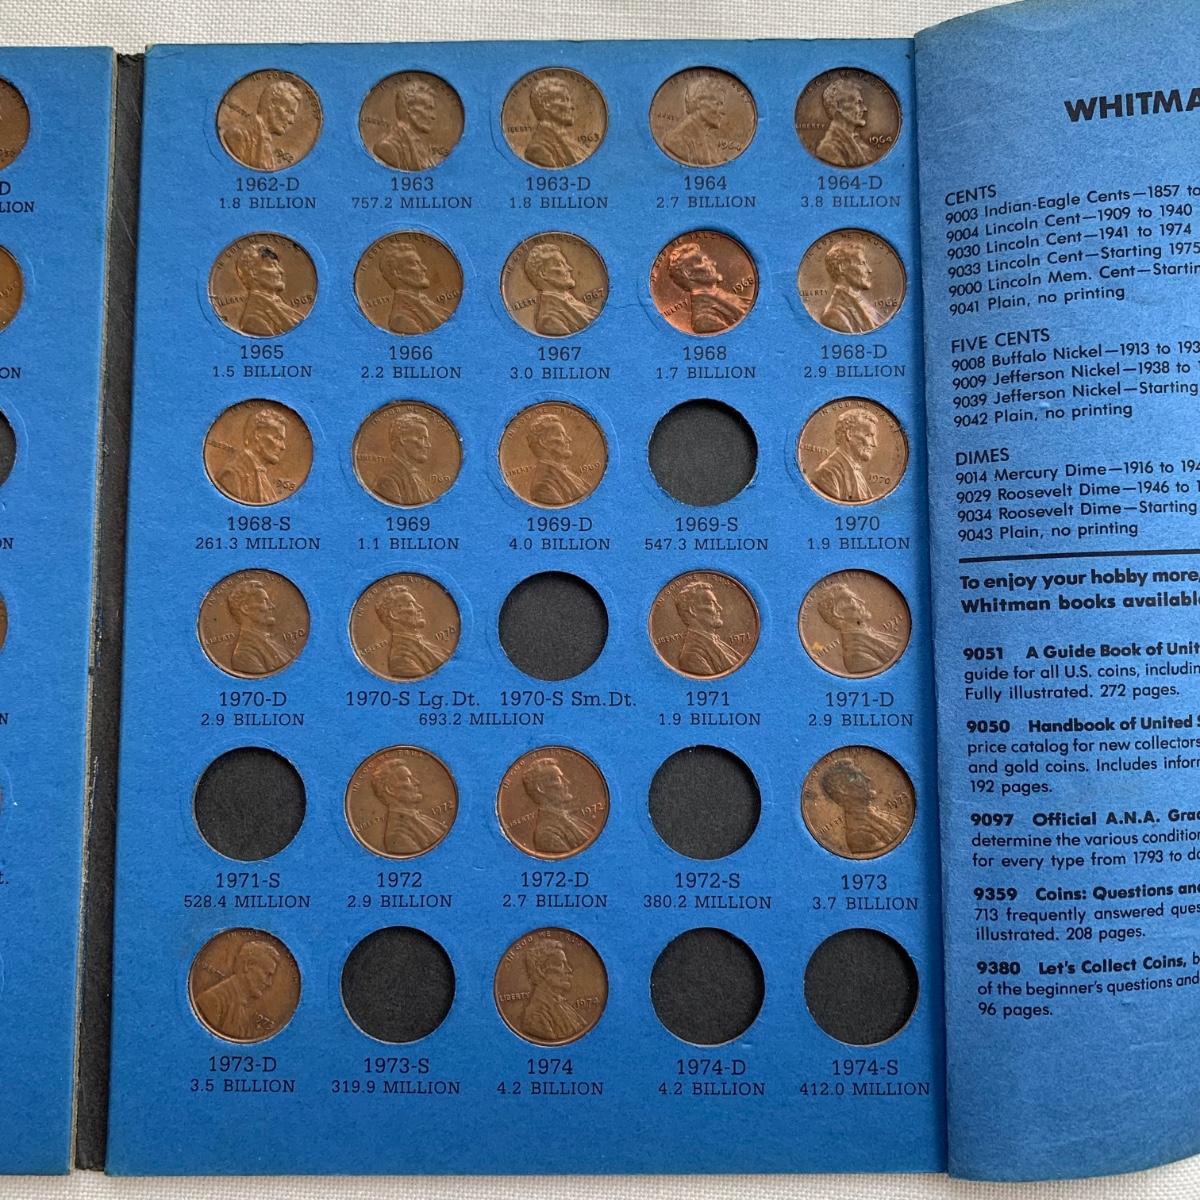 D
LION
ON
N
N
t.
1962-D
1.8 BILLION
1963
757.2 MILLION
1963-D
1.8 BILLION
1964
2.7 BILLION
1964-D
3.8 BILLION
1965
1.5 BILLION
1966
2.2 BILLION
1967
3.0 BILLION
1968
1.7 BILLION
1968-D
2.9 BILLION
1968-S
261.3 MILLION
1969
1.1 BILLION
1969-D
4.0 BILLION
1969-S
547.3 MILLION
1970
1.9 BILLION
1970-D
2.9 BILLION
1970-S Lg. Dt.
1970-S Sm. Dt.
693.2 MILLION
1971
1.9 BILLION
1971-D
2.9 BILLION
1971-S
528.4 MILLION
1972
2.9 BILLION
1972-D
2.7 BILLION
1972-S
380.2 MILLION
1973
3.7 BILLION
1973-D
3.5 BILLION
1973-S
319.9 MILLION
1974
4.2 BILLION
1974-D
4.2 BILLION
1974-S
412.0 MILLION
WHITMA
CENTS
9003 Indian-Eagle Cents—1857 to
9004 Lincoln Cent—1909 to 1940
9030 Lincoln Cent—1941 to 1974
9033 Lincoln Cent—Starting 1975
9000 Lincoln Mem. Cent—Startin
9041 Plain, no printing
FIVE CENTS
9008 Buffalo Nickel—1913 to 193
9009 Jefferson Nickel—1938 to 1
9039 Jefferson Nickel—Starting
9042 Plain, no printing
DIMES
9014 Mercury Dime—1916 to 194
9029 Roosevelt Dime—1946 to 1
9034 Roosevelt Dime—Starting
9043 Plain, no printing
To enjoy your hobby more,
Whitman books available
9051 A Guide Book of Unit
guide for all U.S. coins, includin
Fully illustrated. 272 pages.
9050 Handbook of United S
price catalog for new collectors
and gold coins. Includes inforr
192 pages.
9097 Official A.N.A. Grad
determine the various condition
for every type from 1793 to da
9359 Coins: Questions and
713 frequently answered ques
illustrated. 208 pages.
9380 Let's Collect Coins, b
of the beginner's questions and
96 pages.